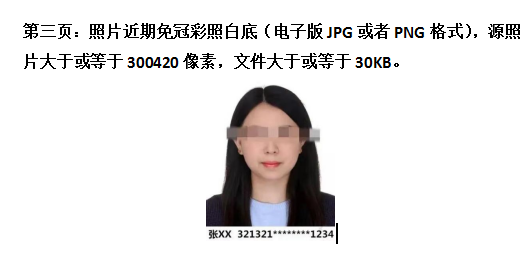 第三页：照片近期免冠彩照白底（电子版 JPG 或者 PNG 格式），源照
片大于或等于 300420 像素，文件大于或等于 30KB。
张XX 321321********1234